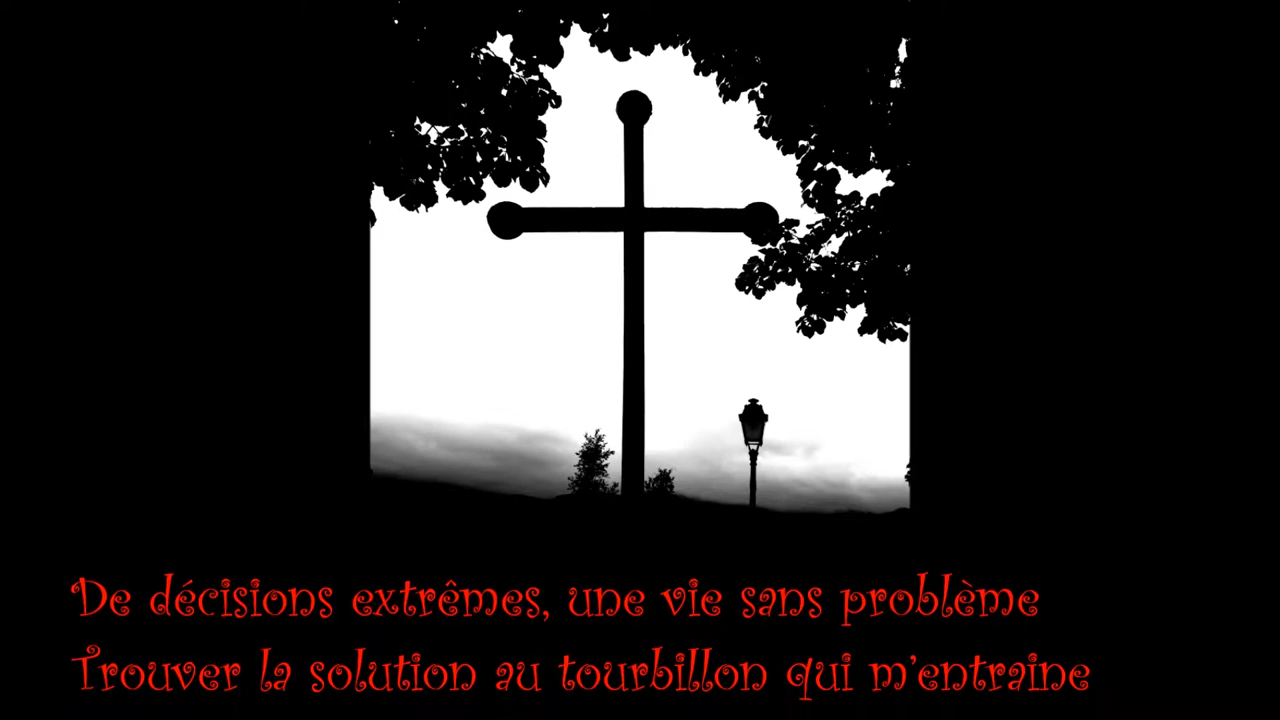 De décisions extrêmes, une vie sans problème
Trouver la solution au tourbillon qui m'entraine